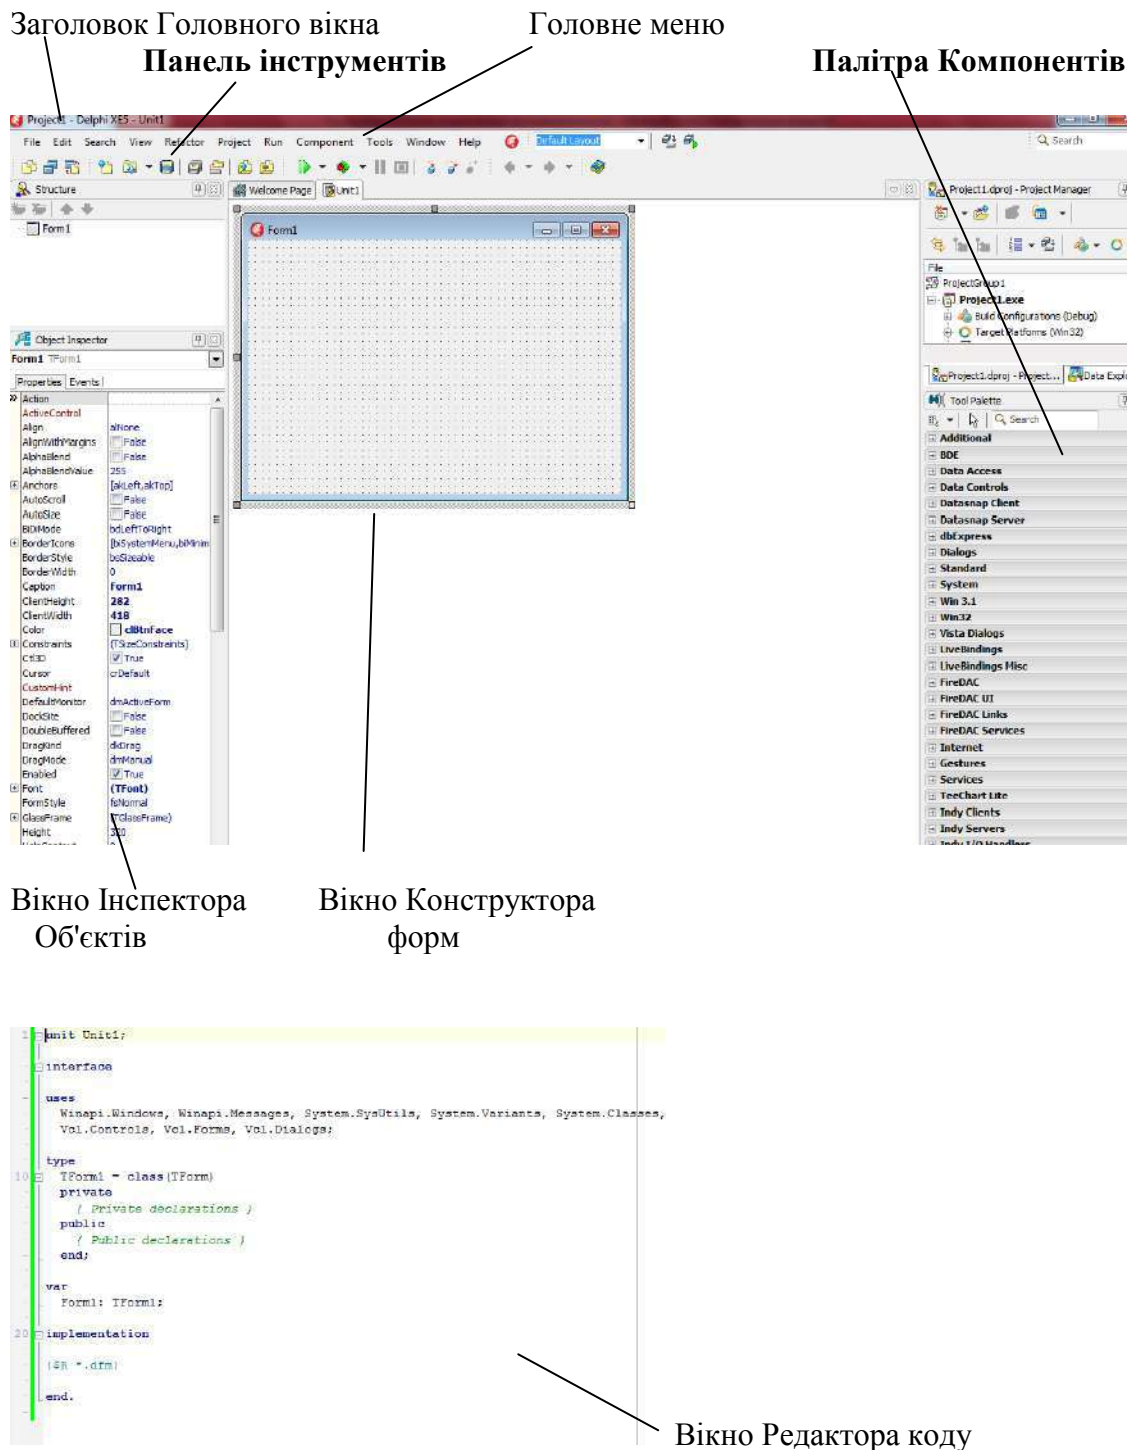 Заголовок Головного вікна
Головне меню
Панель інструментів
Палітра Компонентів
Project1 - Delphi XE5 - Unit1
File Edit Search View Refactor Project Run Component Tools Window Help
Default Layout
Search
Structure
Welcome Page
Unit1
Project1.dproj - Project Manager
Form1
Form1
File
ProjectGroup1
Project1.exe
Build Configurations (Debug)
Target Platforms (Win32)
Object Inspector
Form1 TForm1
Properties Events
Project1.dproj - Project...
Data Explo
Tool Palette
Search
Action
ActiveControl
Align alNone
AlignWithMargins False
AlphaBlend False
AlphaBlendValue 255
Anchors [akLeft,akTop]
AutoScroll False
AutoSize False
BiDiMode bdLeftToRight
BorderIcons [biSystemMenu,biMinim
BorderStyle bsSizeable
BorderWidth 0
Caption Form1
ClientHeight 282
ClientWidth 418
Color clBtnFace
Constraints (TSizeConstraints)
Ctl3D True
Cursor crDefault
CustomHint
DefaultMonitor dmActiveForm
DockSite False
DoubleBuffered False
DragKind dkDrag
DragMode dmManual
Enabled True
Font (TFont)
FormStyle fsNormal
GlassFrame (TGlassFrame)
Height 320
Additional
BDE
Data Access
Data Controls
Datasnap Client
Datasnap Server
dbExpress
Dialogs
Standard
System
Win 3.1
Win32
Vista Dialogs
LiveBindings
LiveBindings Misc
FireDAC
FireDAC UI
FireDAC Links
FireDAC Services
Internet
Gestures
Services
TeeChart Lite
Indy Clients
Indy Servers
Indy I/O Handlers
Вікно Інспектора
Об'єктів
Вікно Конструктора
форм
1 unit Unit1;
interface
uses
Winapi.Windows, Winapi.Messages, System.SysUtils, System.Variants, System.Classes,
Vcl.Controls, Vcl.Forms, Vcl.Dialogs;
type
10 TForm1 = class(TForm)
private
{ Private declarations }
public
{ Public declarations }
end;
var
Form1: TForm1;
20 implementation
{$R *.dfm}
end.
Вікно Редактора коду